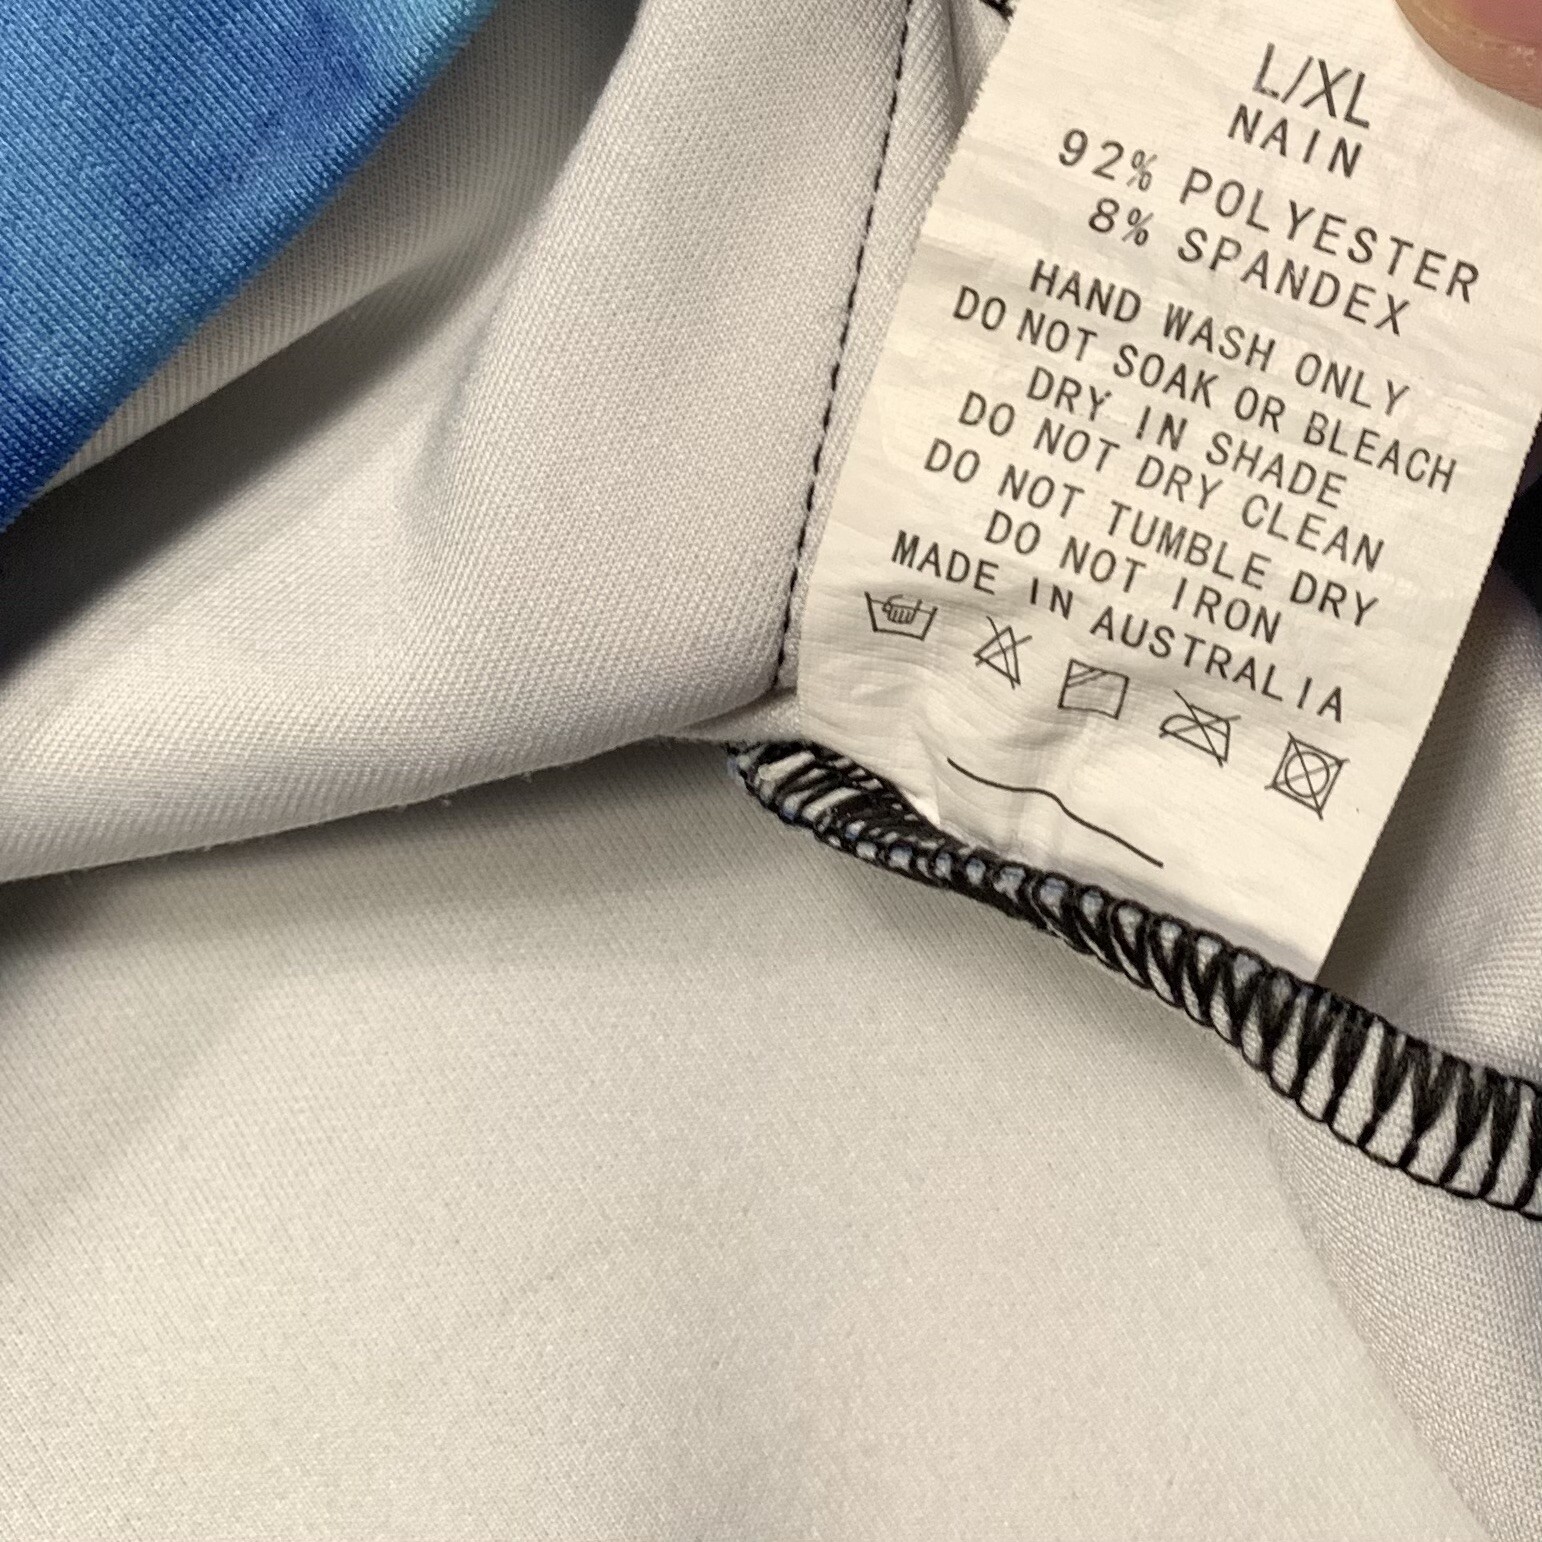 L/XL
NAIN
92% POLYESTER
8% SPANDEX
HAND WASH ONLY
DO NOT SOAK OR BLEACH
DRY IN SHADE
DO NOT DRY CLEAN
DO NOT TUMBLE DRY
DO NOT IRON
MADE IN AUSTRALIA